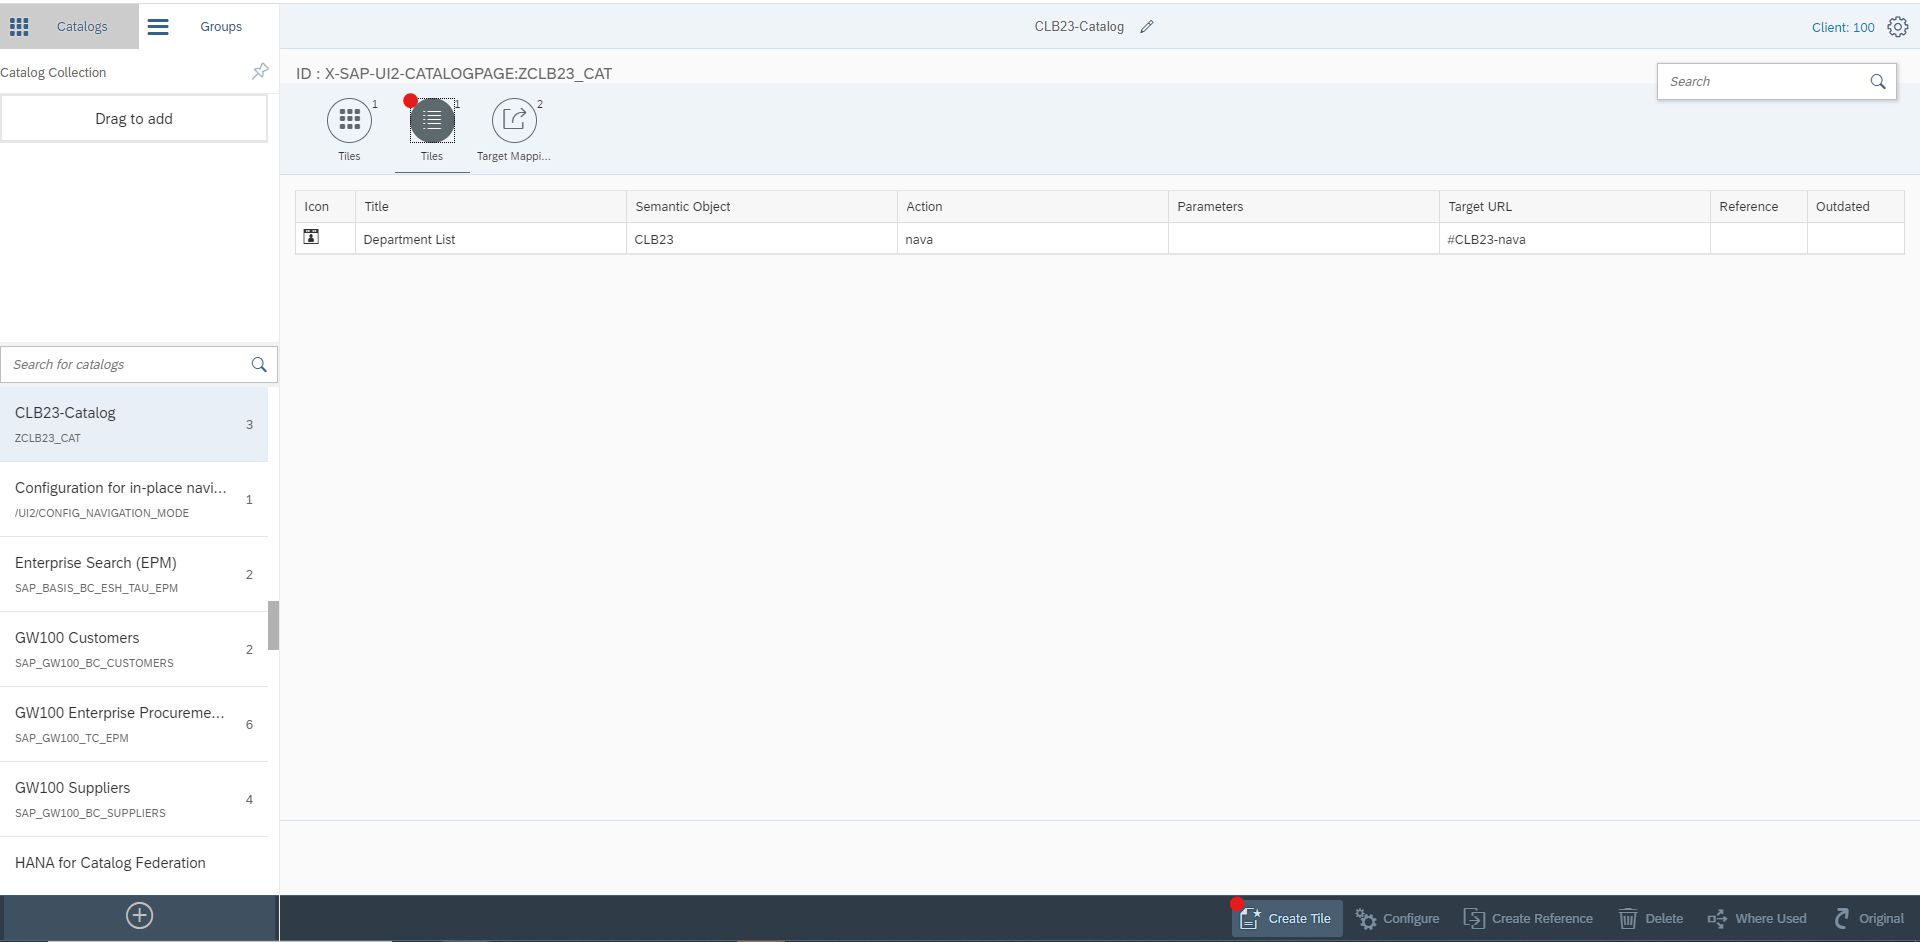 Catalogs
Groups
CLB23-Catalog
Client: 100
Catalog Collection
ID : X-SAP-UI2-CATALOGPAGE:ZCLB23_CAT
Search
Drag to add
1
1
2
Tiles
Tiles
Target Mappi...
Icon Title Semantic Object Action Parameters Target URL Reference Outdated
Department List CLB23 nava #CLB23-nava
Search for catalogs
CLB23-Catalog
3
ZCLB23_CAT
Configuration for in-place navi...
1
/UI2/CONFIG_NAVIGATION_MODE
Enterprise Search (EPM)
2
SAP_BASIS_BC_ESH_TAU_EPM
GW100 Customers
2
SAP_GW100_BC_CUSTOMERS
GW100 Enterprise Procureme...
6
SAP_GW100_TC_EPM
GW100 Suppliers
4
SAP_GW100_BC_SUPPLIERS
HANA for Catalog Federation
Create Tile
Configure
Create Reference
Delete
Where Used
Original